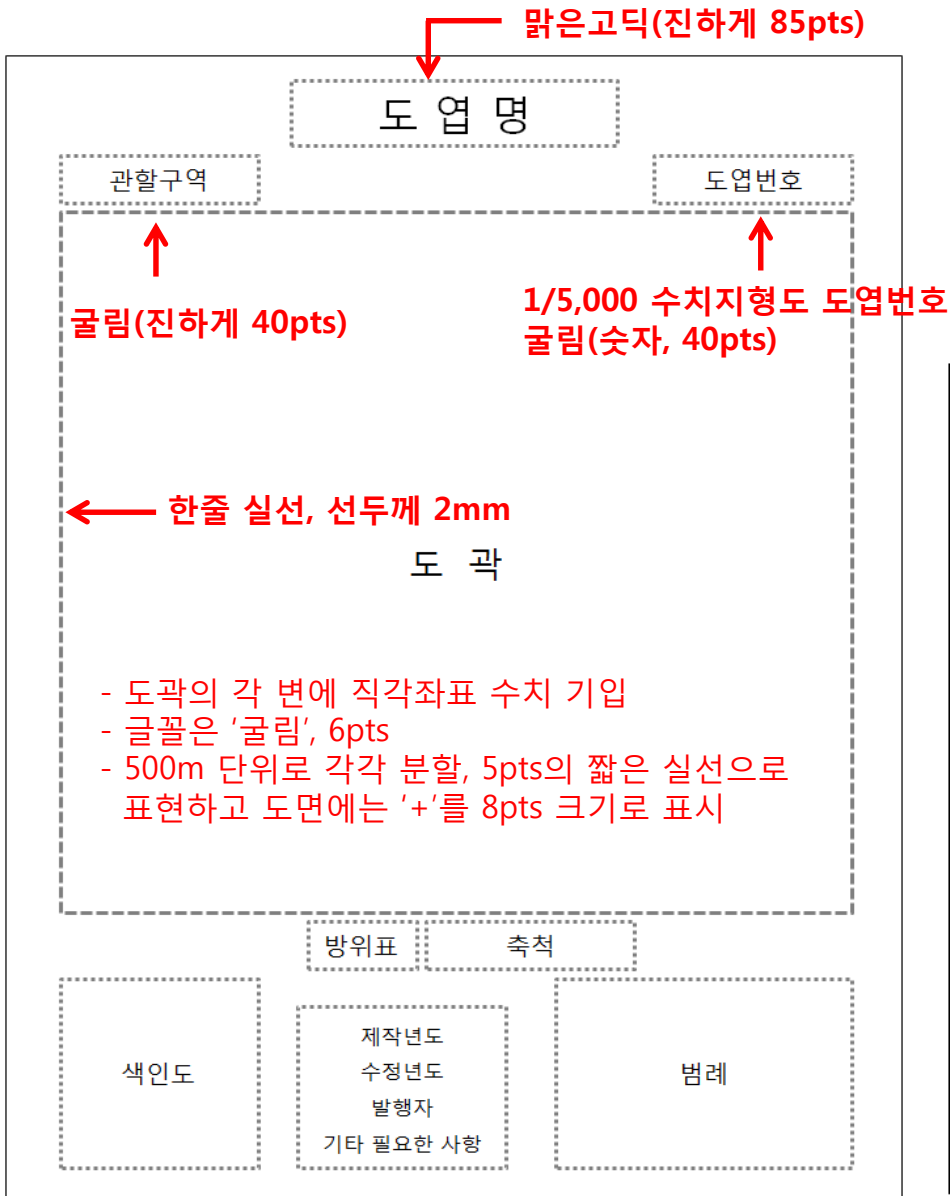 맑은고딕(진하게 85pts)
도 엽 명
관할구역
도엽번호
굴림(진하게 40pts)
1/5,000 수치지형도 도엽번호
굴림(숫자, 40pts)
한줄 실선, 선두께 2mm
도 곽
- 도곽의 각 변에 직각좌표 수치 기입
- 글꼴은 ‘굴림’, 6pts
- 500m 단위로 각각 분할, 5pts의 짧은 실선으로
표현하고 도면에는 ‘+’를 8pts 크기로 표시
방위표
축척
색인도
제작년도
수정년도
발행자
기타 필요한 사항
범례